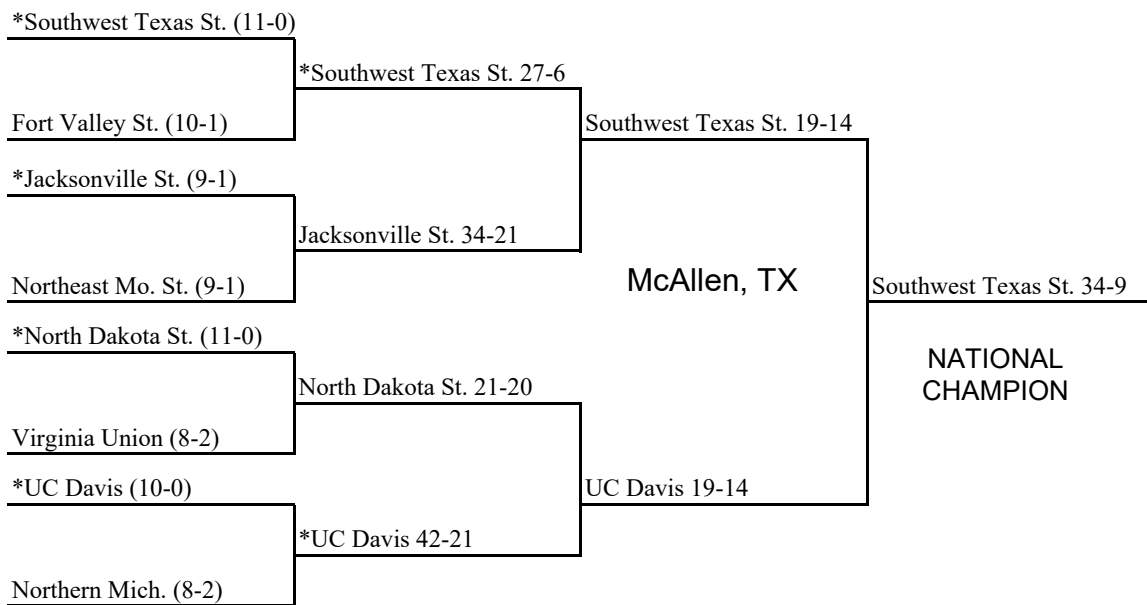 *Southwest Texas St. (11-0)
*Southwest Texas St. 27-6
Fort Valley St. (10-1)
Southwest Texas St. 19-14
*Jacksonville St. (9-1)
Jacksonville St. 34-21
McAllen, TX
Northeast Mo. St. (9-1)
Southwest Texas St. 34-9
*North Dakota St. (11-0)
NATIONAL
CHAMPION
North Dakota St. 21-20
Virginia Union (8-2)
*UC Davis (10-0)
UC Davis 19-14
*UC Davis 42-21
Northern Mich. (8-2)